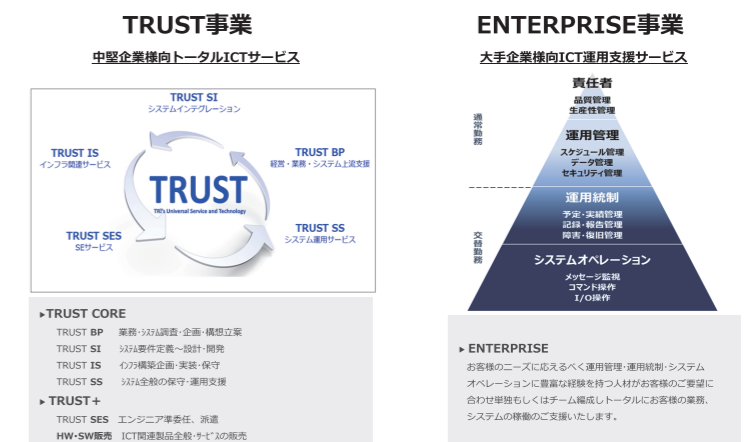 TRUST事業
中堅企業様向トータルICTサービス
TRUST SI
システムインテグレーション
TRUST IS
インフラ関連サービス
TRUST BP
経営・業務・システム上流支援
TRUST
TRI's Universal Service and Technology
TRUST SES
SEサービス
TRUST SS
システム運用サービス
▶TRUST CORE
TRUST BP 業務・ｼｽﾃﾑ調査・企画・構想立案
TRUST SI ｼｽﾃﾑ要件定義～設計・開発
TRUST IS ｲﾝﾌﾗ構築企画・実装・保守
TRUST SS ｼｽﾃﾑ全般の保守・運用支援
▶TRUST＋
TRUST SES エンジニア準委任、派遣
HW・SW販売 ICT関連製品全般・ｻｰﾋﾞｽの販売
ENTERPRISE事業
大手企業様向ICT運用支援サービス
通常勤務
責任者
品質管理
生産性管理
運用管理
スケジュール管理
データ管理
セキュリティ管理
交替勤務
運用統制
予定・実績管理
記録・報告管理
障害・復旧管理
システムオペレーション
メッセージ監視
コマンド操作
I/O操作
▶ENTERPRISE
お客様のニーズに応えるべく運用管理・運用統制・システム
オペレーションに豊富な経験を持つ人材がお客様のご要望に
合わせ単独もしくはチーム編成しトータルにお客様の業務、
システムの稼働のご支援いたします。